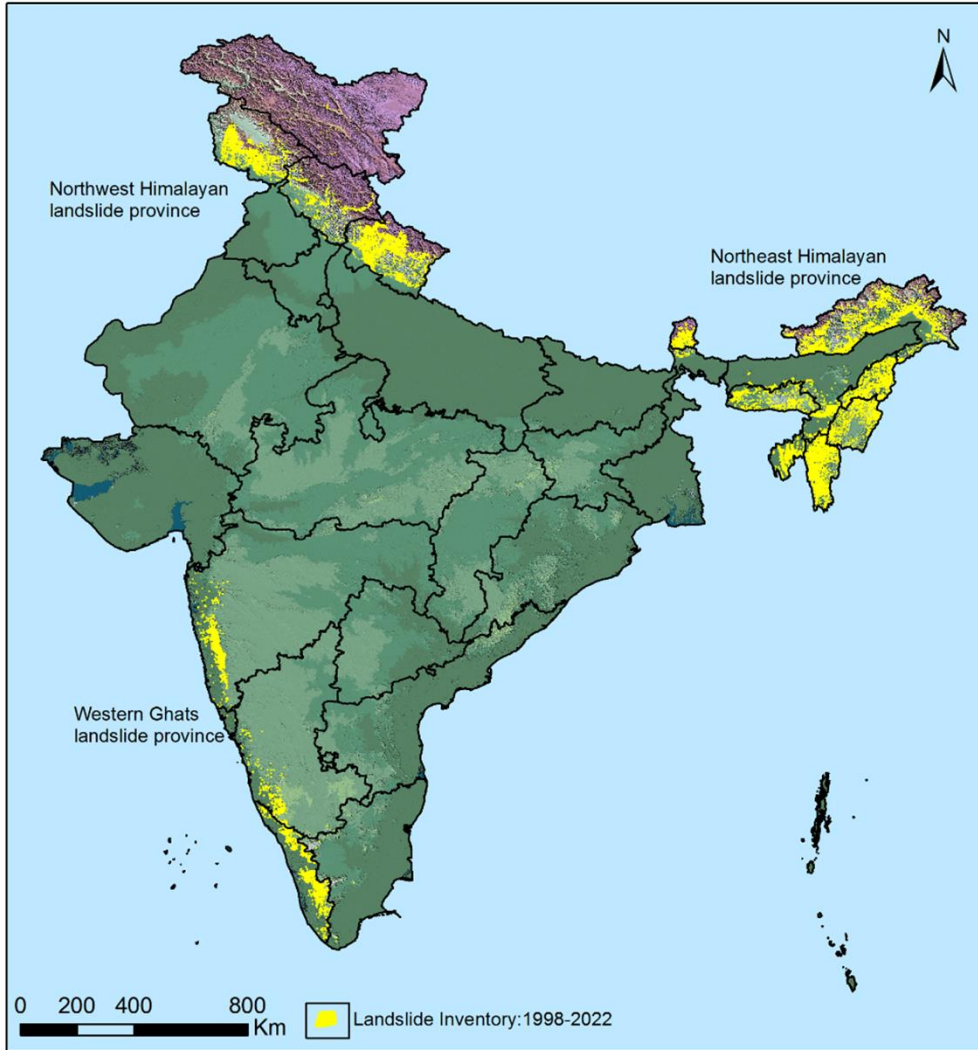 N
Northwest Himalayan
landslide province
Northeast Himalayan
landslide province
Western Ghats
landslide province
0 200 400 800
Km
Landslide Inventory:1998-2022